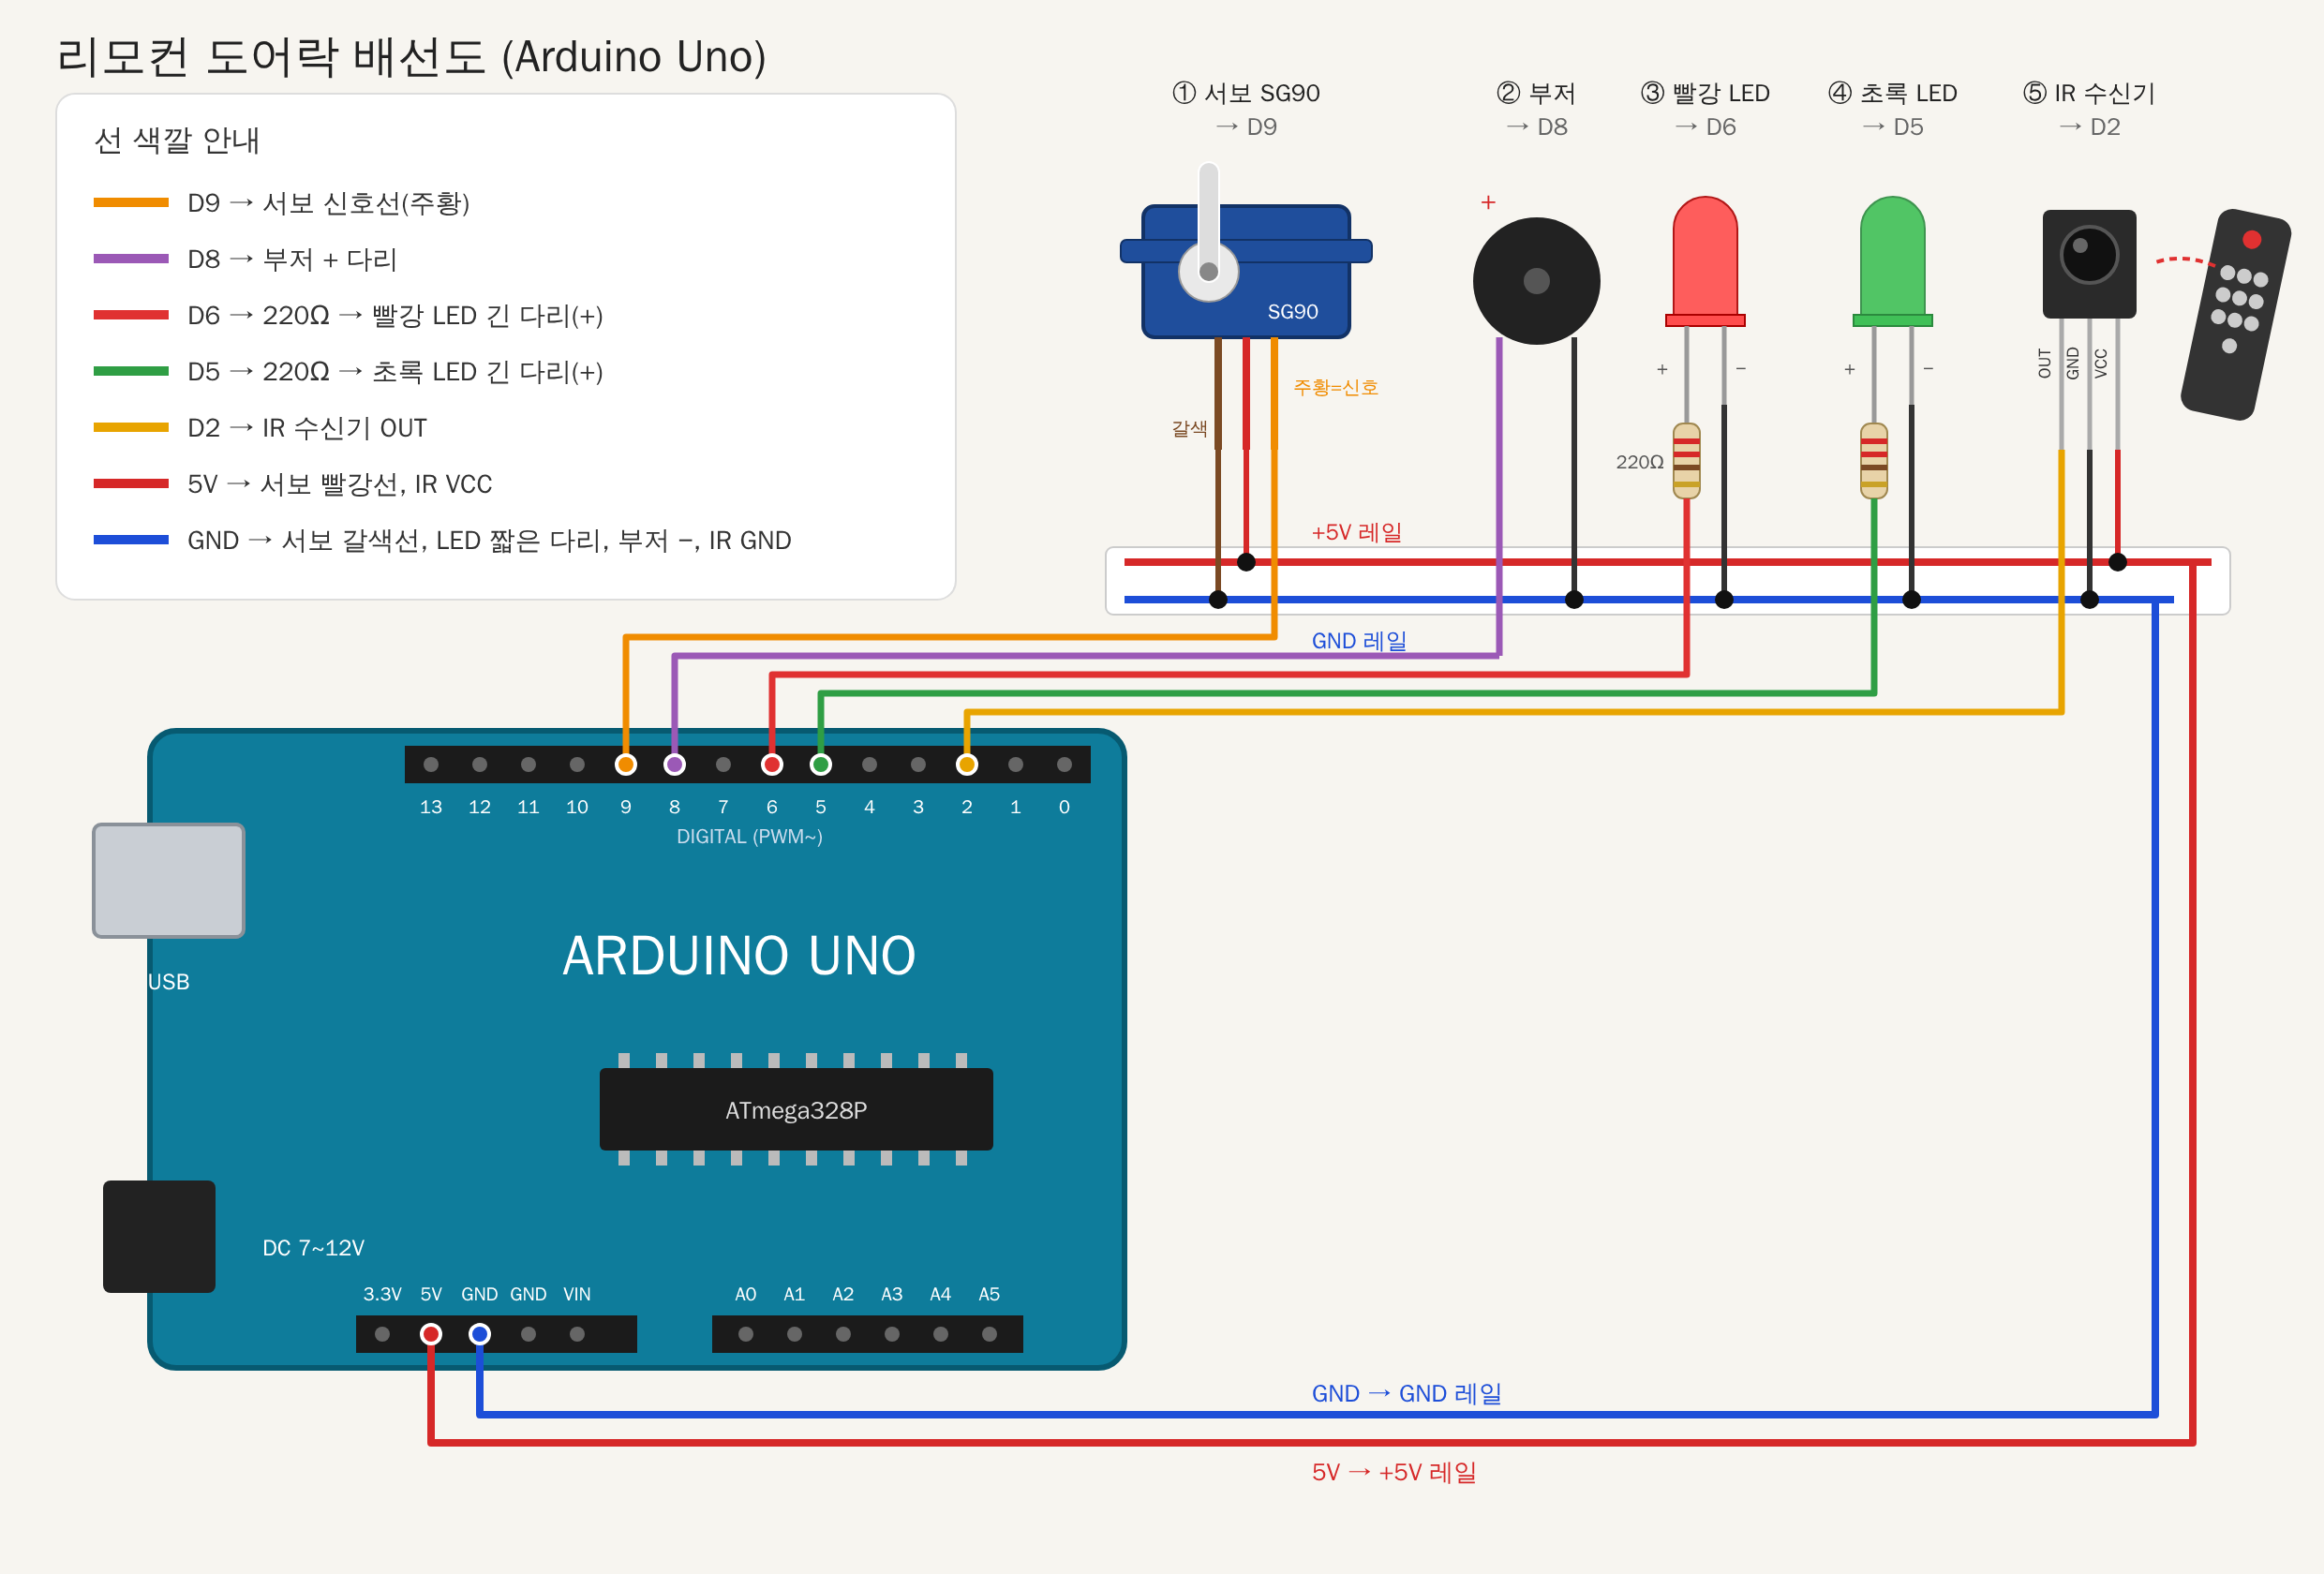 리모컨 도어락 배선도 (Arduino Uno)
선 색깔 안내
D9 → 서보 신호선(주황)
D8 → 부저 + 다리
D6 → 220Ω → 빨강 LED 긴 다리(+)
D5 → 220Ω → 초록 LED 긴 다리(+)
D2 → IR 수신기 OUT
5V → 서보 빨강선, IR VCC
GND → 서보 갈색선, LED 짧은 다리, 부저 −, IR GND
① 서보 SG90
→ D9
② 부저
→ D8
③ 빨강 LED
→ D6
④ 초록 LED
→ D5
⑤ IR 수신기
→ D2
+
SG90
주황=신호
갈색
+ −
+ −
OUT
GND
VCC
220Ω
+5V 레일
GND 레일
13 12 11 10 9 8 7 6 5 4 3 2 1 0
DIGITAL (PWM~)
USB
ARDUINO UNO
ATmega328P
DC 7~12V
3.3V 5V GND GND VIN
A0 A1 A2 A3 A4 A5
GND → GND 레일
5V → +5V 레일